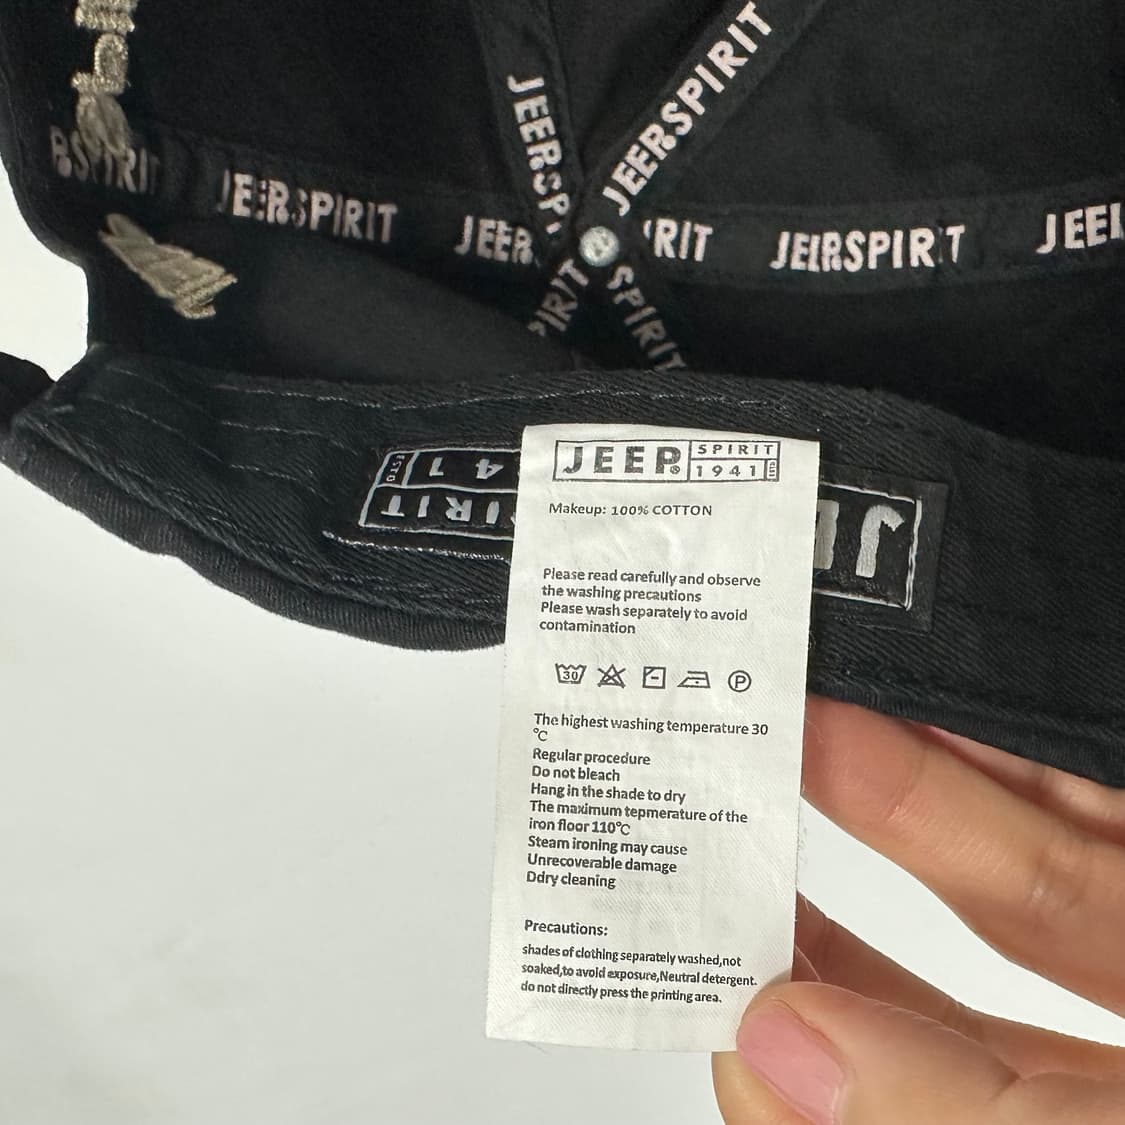 JEERSPIRIT
JEERSPIRIT
JEERSPIRIT
JEER
RIT
JEIRSPIRIT
SPIRIT
JEEP®
SPIRIT
1941
Makeup: 100% COTTON
Please read carefully and observe
the washing precautions
Please wash separately to avoid
contamination
30
P
The highest washing temperature 30
°C
Regular procedure
Do not bleach
Hang in the shade to dry
The maximum tepmerature of the
iron floor 110°C
Steam ironing may cause
Unrecoverable damage
Ddry cleaning
Precautions:
shades of clothing separately washed,not
soaked,to avoid exposure,Neutral detergent.
do not directly press the printing area.